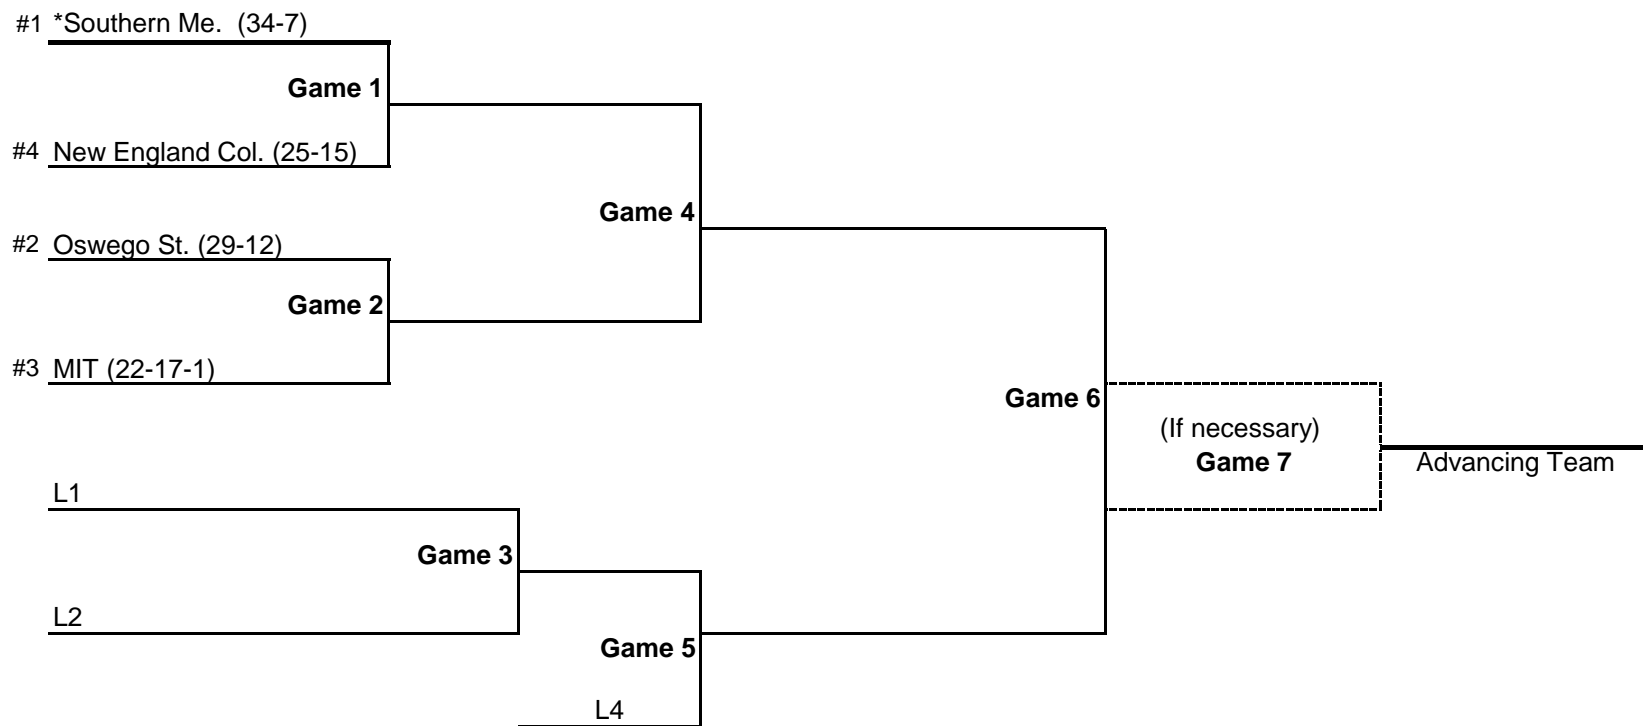 #1 *Southern Me.  (34-7)
Game 1
#4 New England Col. (25-15)
Game 4
#2 Oswego St. (29-12)
Game 2
#3 MIT (22-17-1)
Game 6
(If necessary)
Game 7
Advancing Team
L1
Game 3
L2
Game 5
L4